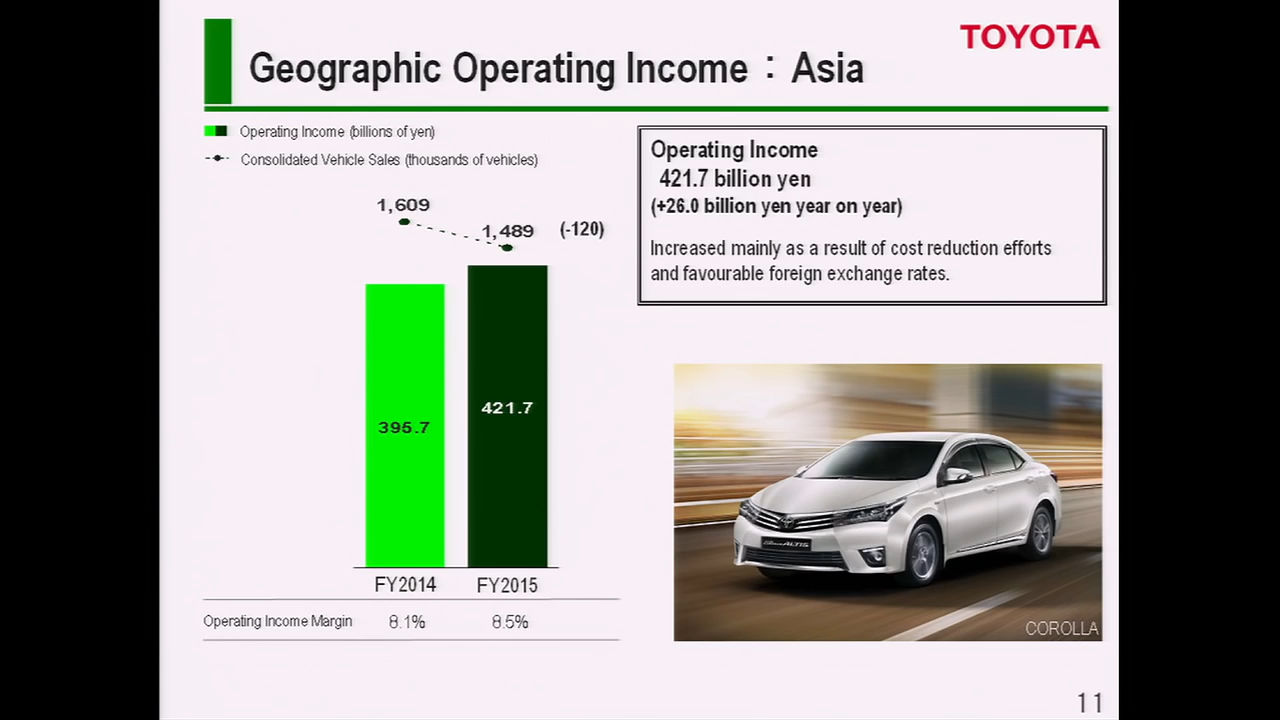 TOYOTA
Geographic Operating Income : Asia
Operating Income (billions of yen)
Consolidated Vehicle Sales (thousands of vehicles)
1,609
1,489 (-120)
395.7
421.7
FY2014 FY2015
Operating Income Margin 8.1% 8.5%
Operating Income
421.7 billion yen
(+26.0 billion yen year on year)
Increased mainly as a result of cost reduction efforts
and favourable foreign exchange rates.
ALTIS
COROLLA
11